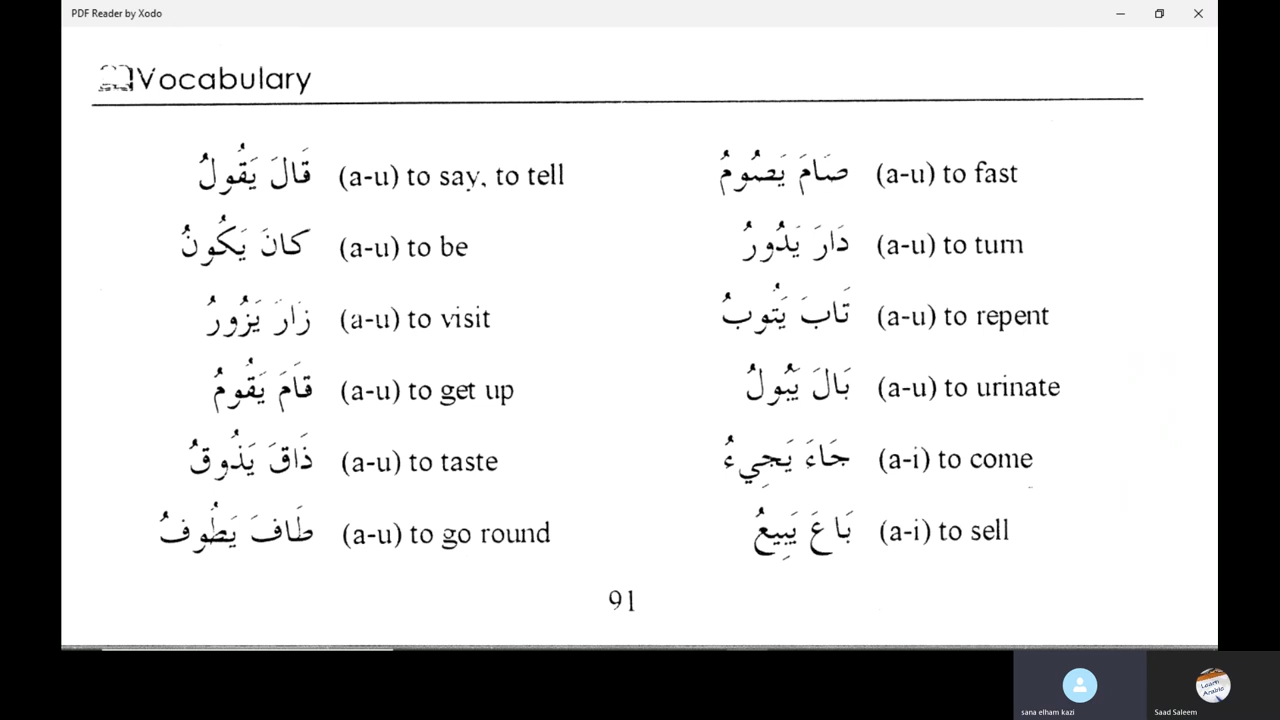 PDF Reader by Xodo
Vocabulary
قَالَ يَقُولُ (a-u) to say, to tell
صَامَ يَصُومُ (a-u) to fast
كَانَ يَكُونُ (a-u) to be
دَارَ يَدُورُ (a-u) to turn
زَارَ يَزُورُ (a-u) to visit
تَابَ يَتُوبُ (a-u) to repent
قَامَ يَقُومُ (a-u) to get up
بَالَ يَبُولُ (a-u) to urinate
ذَاقَ يَذُوقُ (a-u) to taste
جَاءَ يَجِيءُ (a-i) to come
طَافَ يَطُوفُ (a-u) to go round
بَاعَ يَبِيعُ (a-i) to sell
91
Learn
Arabic
sana elham kazi
Saad Saleem